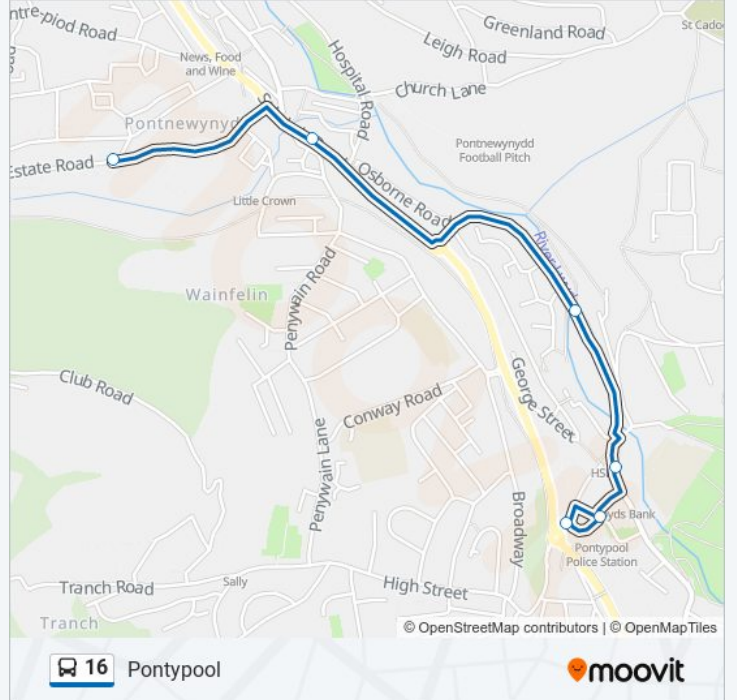 Greenland Road
St Cado
ntre-piod Road
Leigh Road
Hospital Road
News, Food
and Wine
Church Lane
Pontnewynyd
Pontnewynydd
Football Pitch
Estate Road
Osborne Road
Little Crown
River
Penywain Road
Wainfelin
George Street
Club Road
Conway Road
Penywain Lane
HS
Broadway
yds Bank
Pontypool
Police Station
Tranch Road
Sally
High Street
Tranch
© OpenStreetMap contributors | © OpenMapTiles
16 Pontypool
moovit